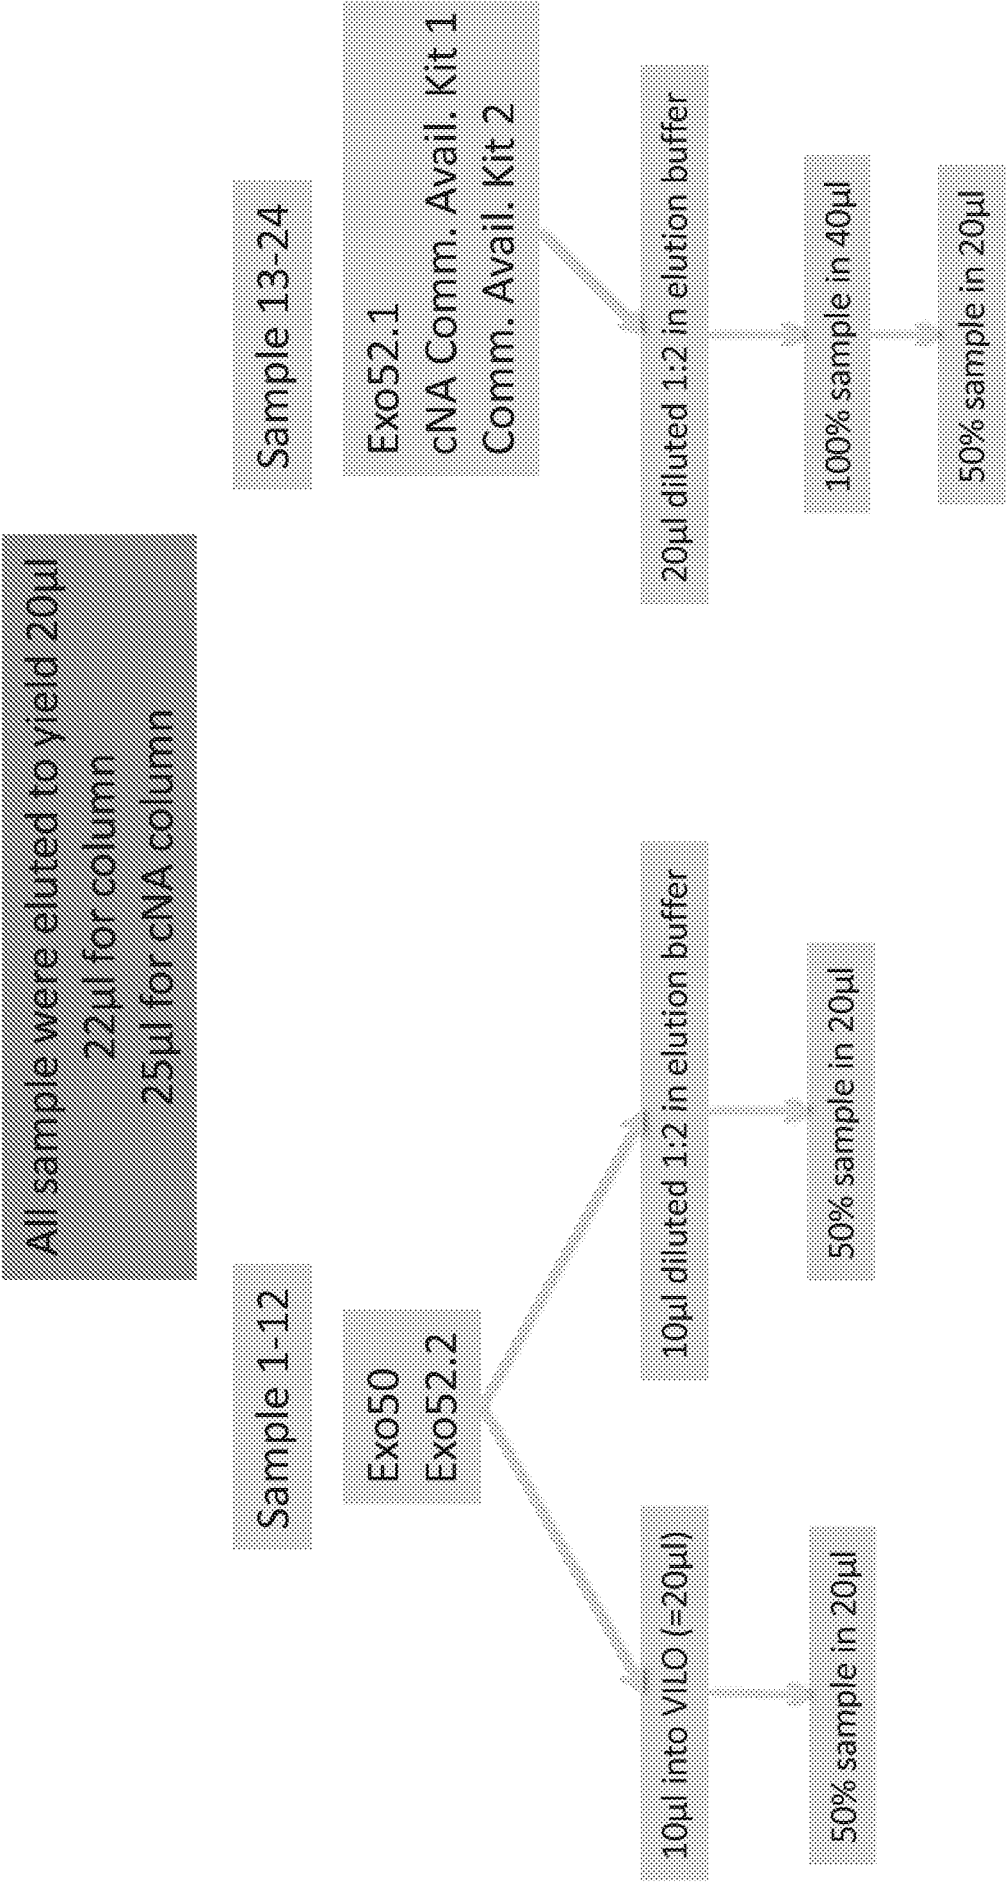 All sample were eluted to yield 20µl
22µl for column
25µl for cNA column
Sample 1-12
Exo50
Exo52.2
10µl into VILO (=20µl)
50% sample in 20µl
10µl diluted 1:2 in elution buffer
50% sample in 20µl
Sample 13-24
Exo52.1
cNA Comm. Avail. Kit 1
Comm. Avail. Kit 2
20µl diluted 1:2 in elution buffer
100% sample in 40µl
50% sample in 20µl